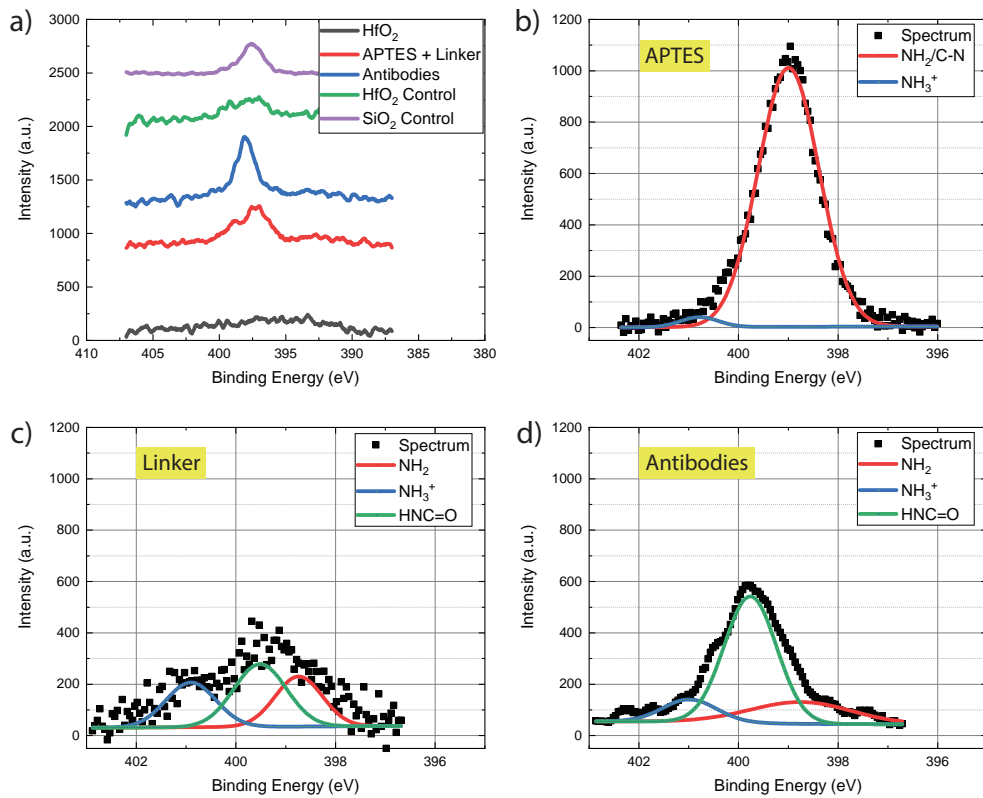 a)
3000
2500
2000
1750
1250
1000
250
0
410
405
400
395
390
385
380
Intensity (a.u.)
Binding Energy (eV)
HfO₂
APTES + Linker
Antibodies
HfO₂ Control
SiO₂ Control
b)
1200
1000
800
600
400
200
0
402
400
398
396
Intensity (a.u.)
Binding Energy (eV)
APTES
Spectrum
NH₂/C-N
NH₃⁺
c)
1200
1000
800
600
400
200
0
402
400
398
396
Intensity (a.u.)
Binding Energy (eV)
Linker
Spectrum
NH₂
NH₃⁺
HNC=O
d)
1200
1000
800
600
400
200
0
402
400
398
396
Intensity (a.u.)
Binding Energy (eV)
Antibodies
Spectrum
NH₂
NH₃⁺
HNC=O